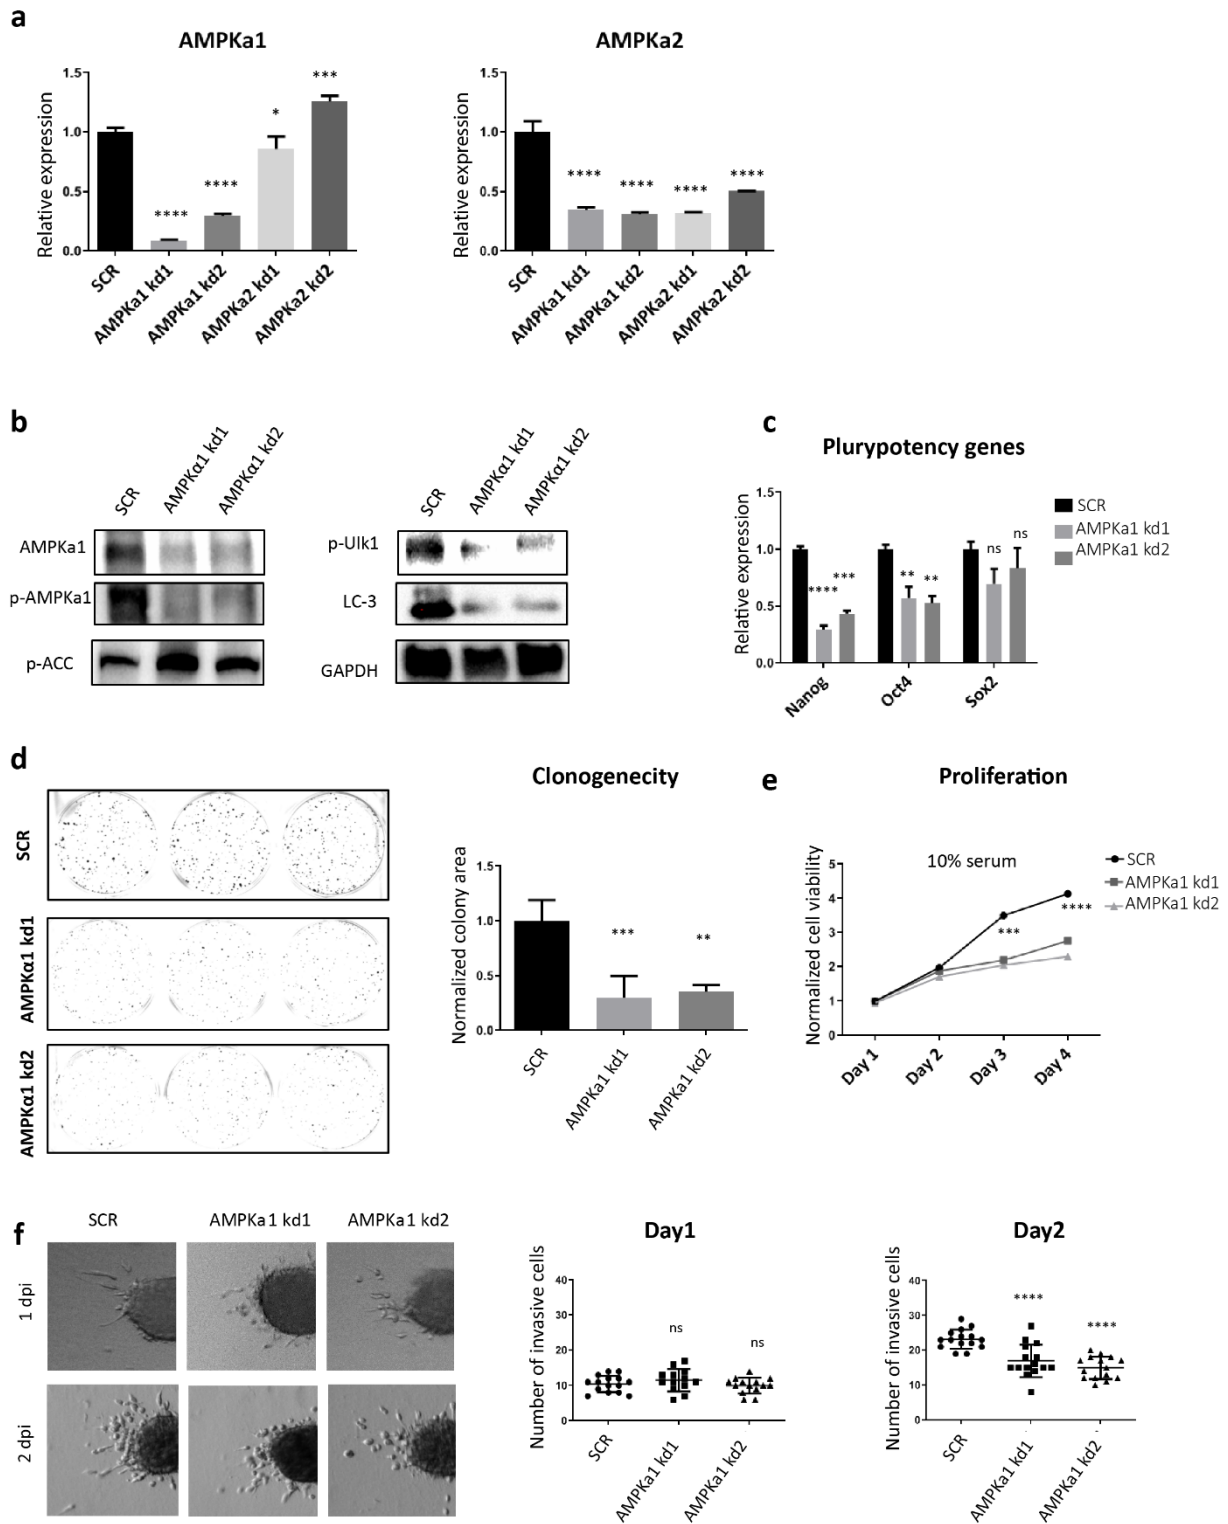 a
AMPKa1
Relative expression
1.5
1.0
0.5
0.0
***
*
****
****
SCR
AMPKa1 kd1
AMPKa1 kd2
AMPKa2 kd1
AMPKa2 kd2
AMPKa2
Relative expression
1.5
1.0
0.5
0.0
****
****
****
****
SCR
AMPKa1 kd1
AMPKa1 kd2
AMPKa2 kd1
AMPKa2 kd2
b
SCR
AMPKα1 kd1
AMPKα1 kd2
AMPKa1
p-AMPKa1
p-ACC
SCR
AMPKα1 kd1
AMPKα1 kd2
p-Ulk1
LC-3
GAPDH
c
Plurypotency genes
Relative expression
1.5
1.0
0.5
0.0
****
***
**
**
ns
ns
Nanog
Oct4
Sox2
SCR
AMPKa1 kd1
AMPKa1 kd2
d
SCR
AMPKα1 kd1
AMPKα1 kd2
Clonogenecity
Normalized colony area
1.5
1.0
0.5
0.0
***
**
SCR
AMPKa1 kd1
AMPKa1 kd2
e
Proliferation
10% serum
Normalized cell viability
5
4
3
2
1
0
***
****
Day 1
Day 2
Day 3
Day 4
SCR
AMPKa1 kd1
AMPKa1 kd2
f
SCR
AMPKa1 kd1
AMPKa1 kd2
1 dpi
2 dpi
Day1
Number of invasive cells
40
30
20
10
0
ns
ns
SCR
AMPKa1 kd1
AMPKa1 kd2
Day2
Number of invasive cells
40
30
20
10
0
****
****
SCR
AMPKa1 kd1
AMPKa1 kd2